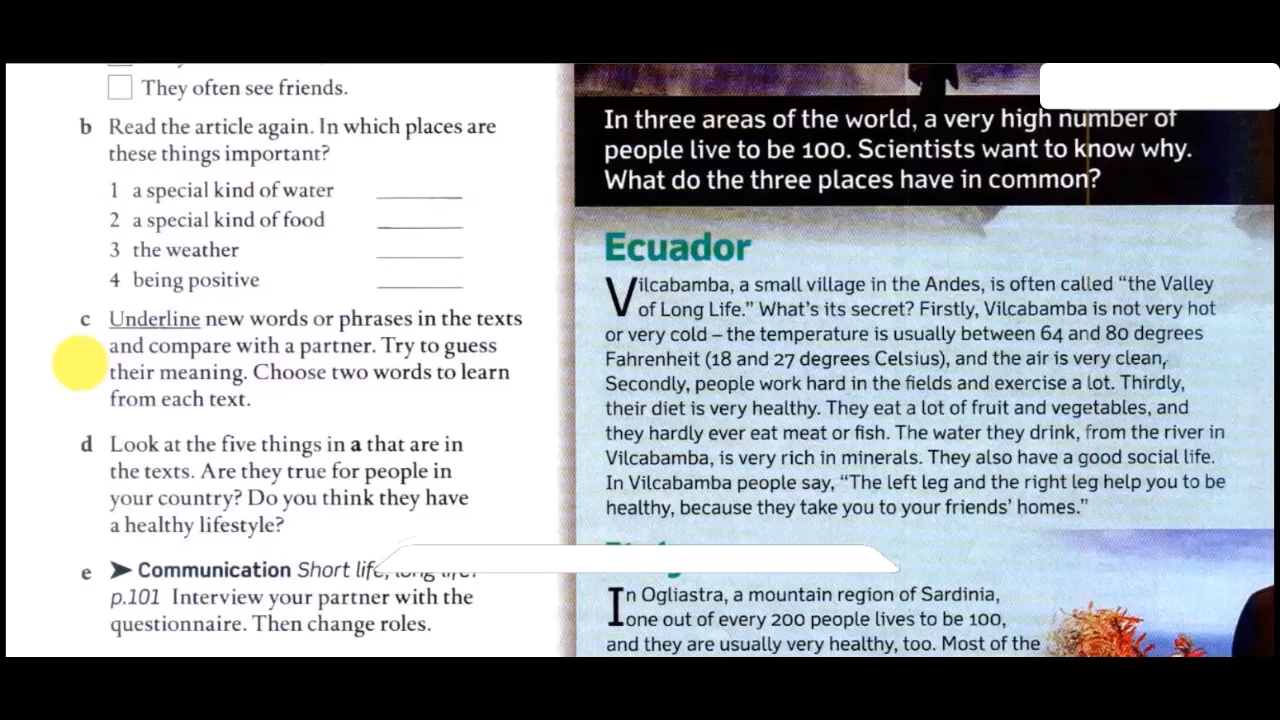 They often see friends.
b Read the article again. In which places are
these things important?
1 a special kind of water ________
2 a special kind of food ________
3 the weather ________
4 being positive ________
c Underline new words or phrases in the texts
and compare with a partner. Try to guess
their meaning. Choose two words to learn
from each text.
d Look at the five things in a that are in
the texts. Are they true for people in
your country? Do you think they have
a healthy lifestyle?
e ➤ Communication Short life, long life?
p.101 Interview your partner with the
questionnaire. Then change roles.
In three areas of the world, a very high number of
people live to be 100. Scientists want to know why.
What do the three places have in common?
Ecuador
Vilcabamba, a small village in the Andes, is often called “the Valley
of Long Life.” What’s its secret? Firstly, Vilcabamba is not very hot
or very cold – the temperature is usually between 64 and 80 degrees
Fahrenheit (18 and 27 degrees Celsius), and the air is very clean,
Secondly, people work hard in the fields and exercise a lot. Thirdly,
their diet is very healthy. They eat a lot of fruit and vegetables, and
they hardly ever eat meat or fish. The water they drink, from the river in
Vilcabamba, is very rich in minerals. They also have a good social life.
In Vilcabamba people say, “The left leg and the right leg help you to be
healthy, because they take you to your friends’ homes.”
In Ogliastra, a mountain region of Sardinia,
one out of every 200 people lives to be 100,
and they are usually very healthy, too. Most of the